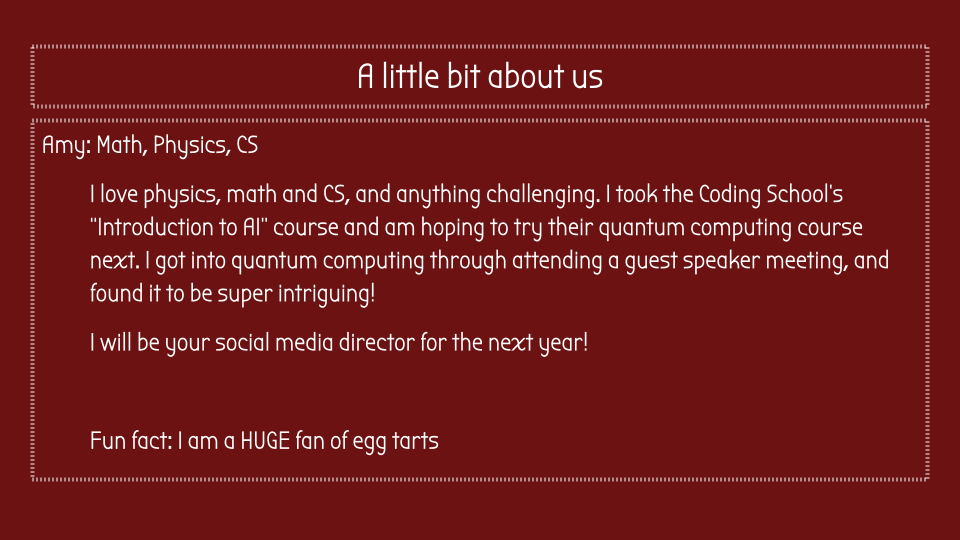 A little bit about us
Amy: Math, Physics, CS
I love physics, math and CS, and anything challenging. I took the Coding School's
"Introduction to AI" course and am hoping to try their quantum computing course
next. I got into quantum computing through attending a guest speaker meeting, and
found it to be super intriguing!
I will be your social media director for the next year!
Fun fact: I am a HUGE fan of egg tarts